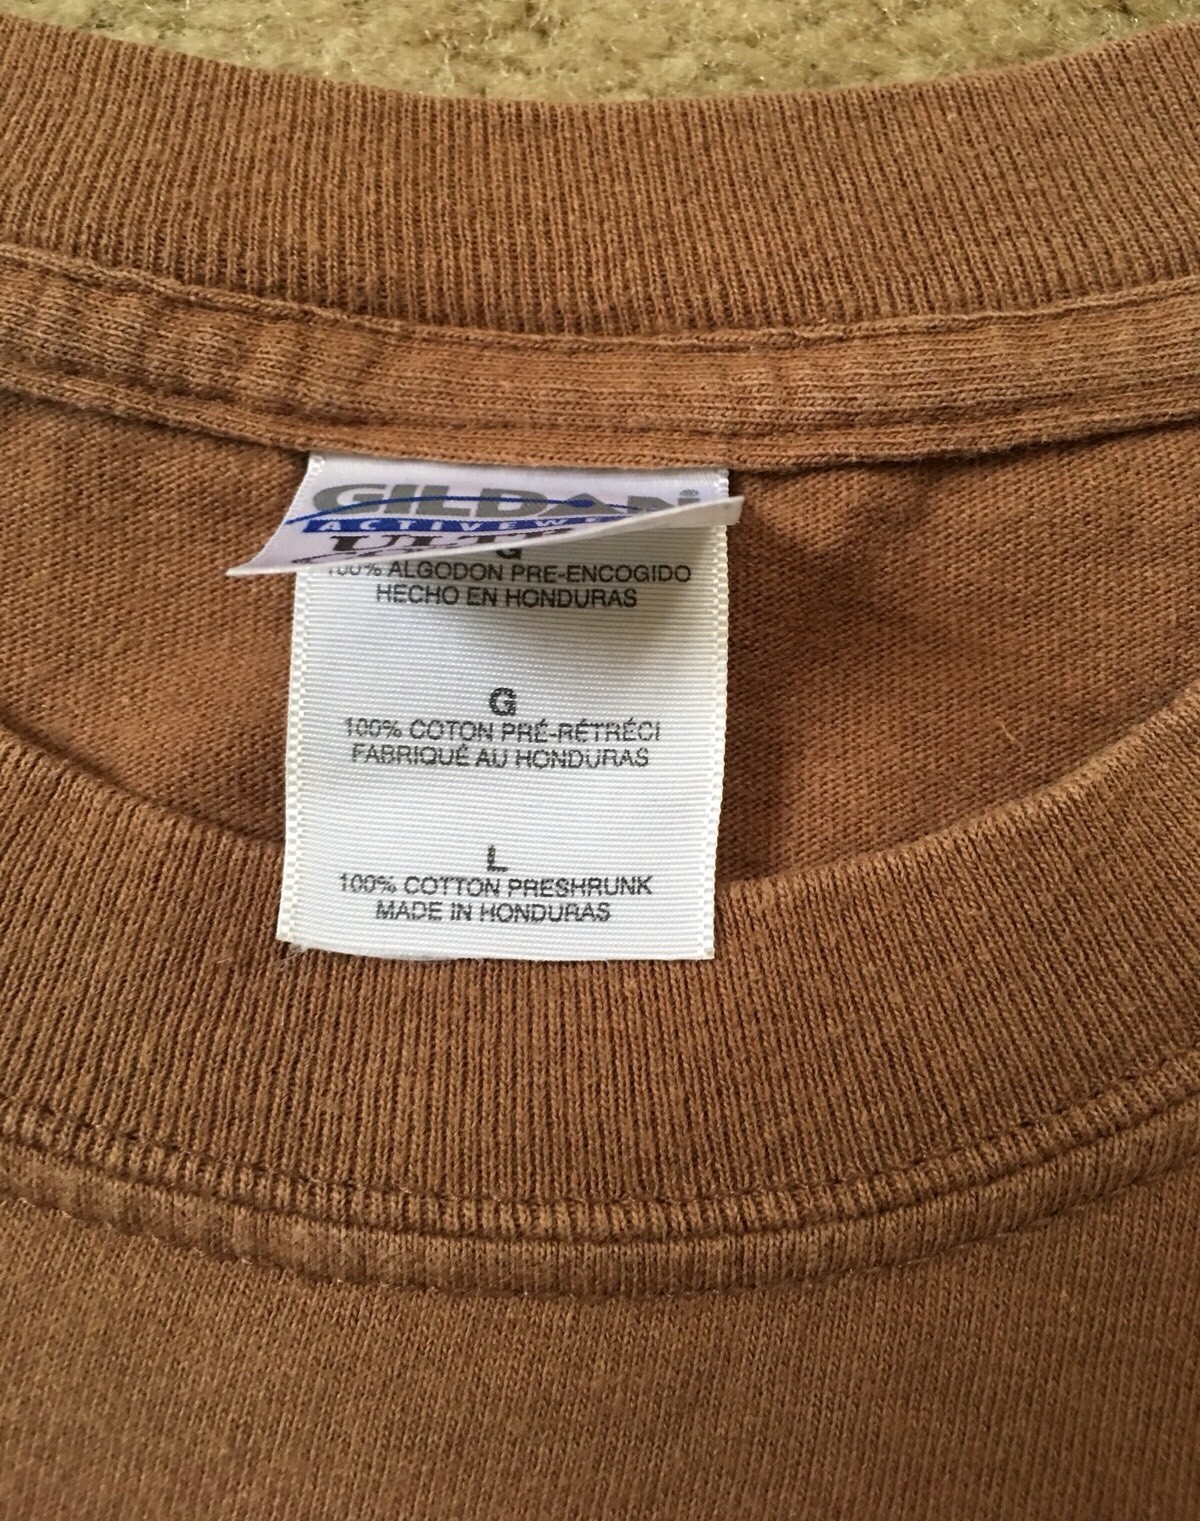 GILDAN
ULTRA
G
100% ALGODON PRE-ENCOGIDO
HECHO EN HONDURAS
G
100% COTON PRÉ-RÉTRÉCI
FABRIQUÉ AU HONDURAS
L
100% COTTON PRESHRUNK
MADE IN HONDURAS